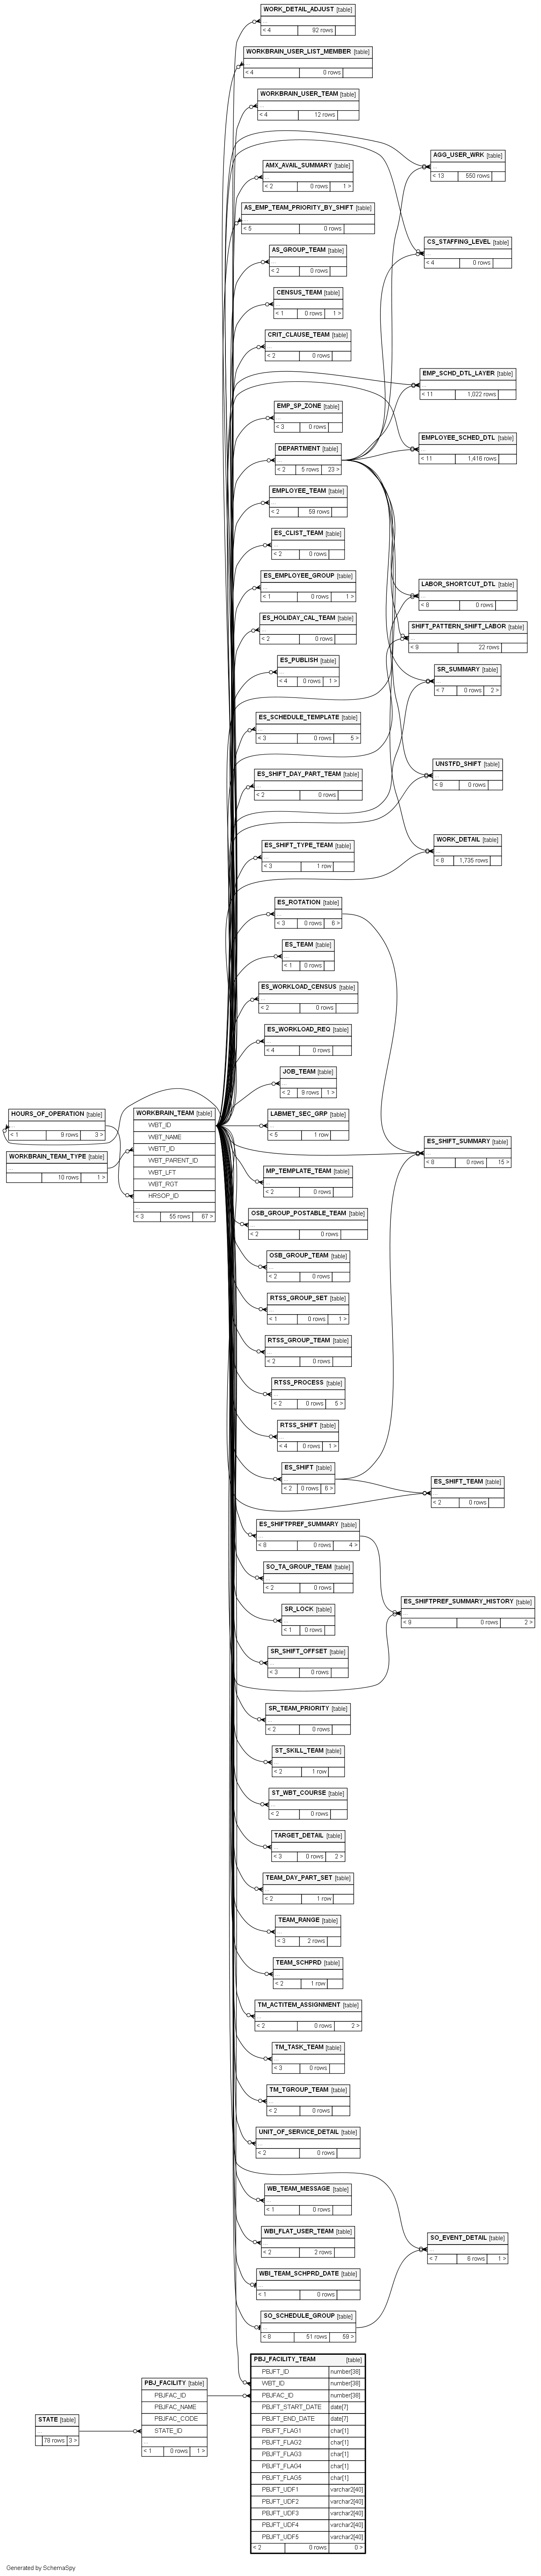 WORK_DETAIL_ADJUST [table]
...
< 4 92 rows
WORKBRAIN_USER_LIST_MEMBER [table]
...
< 4 0 rows
WORKBRAIN_USER_TEAM [table]
...
< 4 12 rows
AGG_USER_WRK [table]
...
< 13 550 rows
AMX_AVAIL_SUMMARY [table]
...
< 2 0 rows 1 >
AS_EMP_TEAM_PRIORITY_BY_SHIFT [table]
...
< 5 0 rows
CS_STAFFING_LEVEL [table]
...
< 4 0 rows
AS_GROUP_TEAM [table]
...
< 2 0 rows
CENSUS_TEAM [table]
...
< 1 0 rows 1 >
CRIT_CLAUSE_TEAM [table]
...
< 2 0 rows
EMP_SCHD_DTL_LAYER [table]
...
< 11 1,022 rows
EMP_SP_ZONE [table]
...
< 3 0 rows
EMPLOYEE_SCHED_DTL [table]
...
< 11 1,416 rows
DEPARTMENT [table]
...
< 2 5 rows 23 >
EMPLOYEE_TEAM [table]
...
< 2 59 rows
ES_CLIST_TEAM [table]
...
< 2 0 rows
ES_EMPLOYEE_GROUP [table]
...
< 1 0 rows 1 >
LABOR_SHORTCUT_DTL [table]
...
< 8 0 rows
ES_HOLIDAY_CAL_TEAM [table]
...
< 2 0 rows
SHIFT_PATTERN_SHIFT_LABOR [table]
...
< 9 22 rows
ES_PUBLISH [table]
...
< 4 0 rows 1 >
SR_SUMMARY [table]
...
< 7 0 rows 2 >
ES_SCHEDULE_TEMPLATE [table]
...
< 3 0 rows 5 >
UNSTFD_SHIFT [table]
...
< 9 0 rows
ES_SHIFT_DAY_PART_TEAM [table]
...
< 2 0 rows
WORK_DETAIL [table]
...
< 8 1,735 rows
ES_SHIFT_TYPE_TEAM [table]
...
< 3 1 row
ES_ROTATION [table]
...
< 3 0 rows 6 >
ES_TEAM [table]
...
< 1 0 rows
ES_WORKLOAD_CENSUS [table]
...
< 2 0 rows
ES_WORKLOAD_REQ [table]
...
< 4 0 rows
JOB_TEAM [table]
...
< 2 9 rows 1 >
HOURS_OF_OPERATION [table]
...
< 1 9 rows 3 >
WORKBRAIN_TEAM_TYPE [table]
...
10 rows 1 >
WORKBRAIN_TEAM [table]
WBT_ID
WBT_NAME
WBTT_ID
WBT_PARENT_ID
WBT_LFT
WBT_RGT
HRSOP_ID
...
< 3 55 rows 67 >
LABMET_SEC_GRP [table]
...
< 5 1 row
ES_SHIFT_SUMMARY [table]
...
< 8 0 rows 15 >
MP_TEMPLATE_TEAM [table]
...
< 2 0 rows
OSB_GROUP_POSTABLE_TEAM [table]
...
< 2 0 rows
OSB_GROUP_TEAM [table]
...
< 2 0 rows
RTSS_GROUP_SET [table]
...
< 1 0 rows 1 >
RTSS_GROUP_TEAM [table]
...
< 2 0 rows
RTSS_PROCESS [table]
...
< 2 0 rows 5 >
RTSS_SHIFT [table]
...
< 4 0 rows 1 >
ES_SHIFT [table]
...
< 2 0 rows 6 >
ES_SHIFT_TEAM [table]
...
< 2 0 rows
ES_SHIFTPREF_SUMMARY [table]
...
< 8 0 rows 4 >
SO_TA_GROUP_TEAM [table]
...
< 2 0 rows
ES_SHIFTPREF_SUMMARY_HISTORY [table]
...
< 9 0 rows 2 >
SR_LOCK [table]
...
< 1 0 rows
SR_SHIFT_OFFSET [table]
...
< 3 0 rows
SR_TEAM_PRIORITY [table]
...
< 2 0 rows
ST_SKILL_TEAM [table]
...
< 2 1 row
ST_WBT_COURSE [table]
...
< 2 0 rows
TARGET_DETAIL [table]
...
< 3 0 rows 2 >
TEAM_DAY_PART_SET [table]
...
< 2 1 row
TEAM_RANGE [table]
...
< 3 2 rows
TEAM_SCHPRD [table]
...
< 2 1 row
TM_ACTITEM_ASSIGNMENT [table]
...
< 2 0 rows 2 >
TM_TASK_TEAM [table]
...
< 3 0 rows
TM_TGROUP_TEAM [table]
...
< 2 0 rows
UNIT_OF_SERVICE_DETAIL [table]
...
< 2 0 rows
WB_TEAM_MESSAGE [table]
...
< 1 0 rows
WBI_FLAT_USER_TEAM [table]
...
< 2 2 rows
SO_EVENT_DETAIL [table]
...
< 7 6 rows 1 >
WBI_TEAM_SCHPRD_DATE [table]
...
< 1 0 rows
SO_SCHEDULE_GROUP [table]
...
< 8 51 rows 59 >
STATE [table]
...
78 rows 3 >
PBJ_FACILITY [table]
PBJFAC_ID
PBJFAC_NAME
PBJFAC_CODE
STATE_ID
...
< 1 0 rows 1 >
PBJ_FACILITY_TEAM [table]
PBJFT_ID number[38]
WBT_ID number[38]
PBJFAC_ID number[38]
PBJFT_START_DATE date[7]
PBJFT_END_DATE date[7]
PBJFT_FLAG1 char[1]
PBJFT_FLAG2 char[1]
PBJFT_FLAG3 char[1]
PBJFT_FLAG4 char[1]
PBJFT_FLAG5 char[1]
PBJFT_UDF1 varchar2[40]
PBJFT_UDF2 varchar2[40]
PBJFT_UDF3 varchar2[40]
PBJFT_UDF4 varchar2[40]
PBJFT_UDF5 varchar2[40]
< 2 0 rows 0 >
Generated by SchemaSpy